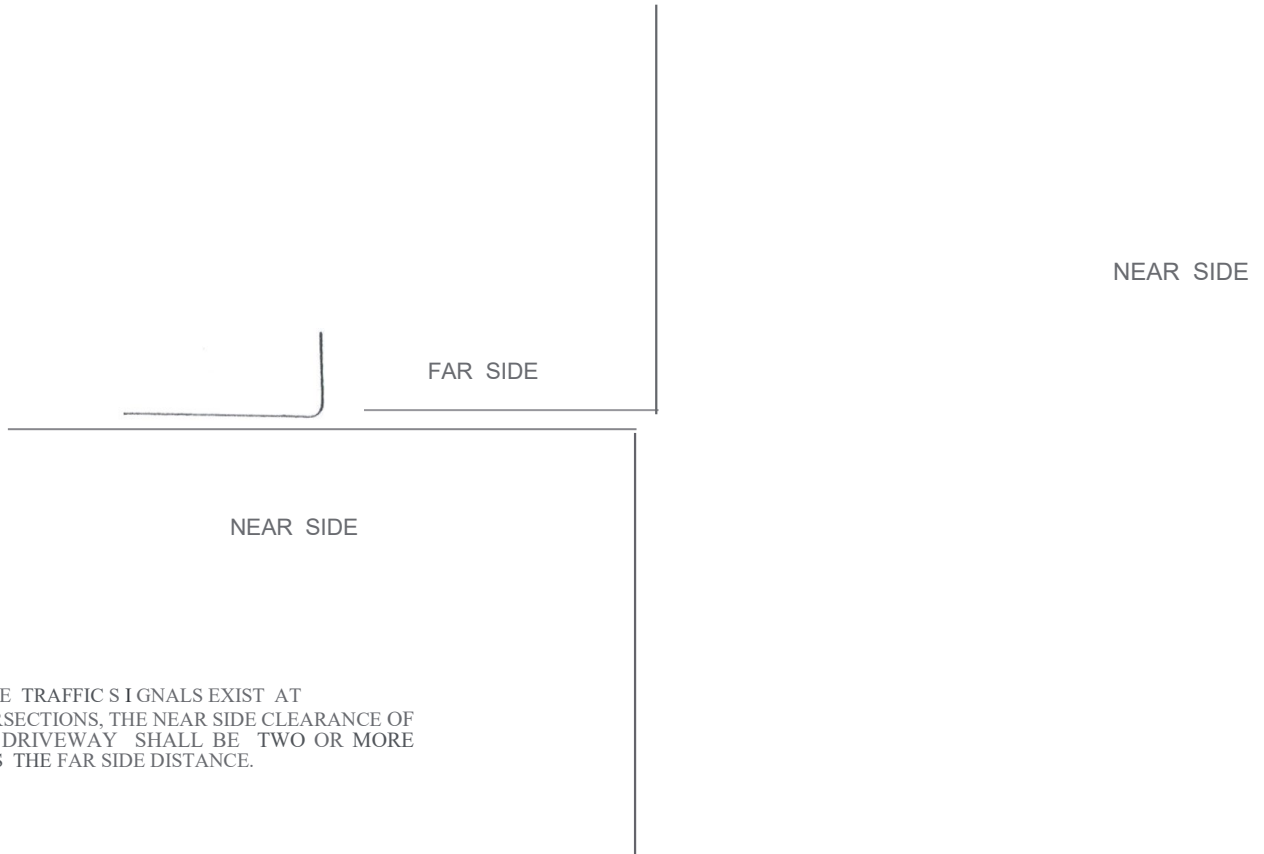 NEAR SIDE
FAR SIDE
NEAR SIDE
TRAFFIC S I GNALS EXIST AT
THE NEAR SIDE CLEARANCE OF
DRIVEWAY SHALL BE TWO OR MORE
THE FAR SIDE DISTANCE.